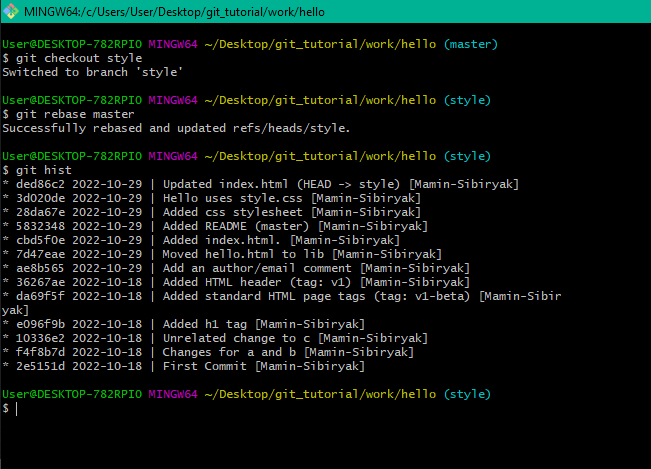 MINGW64:/c/Users/User/Desktop/git_tutorial/work/hello
User@DESKTOP-782RPIO MINGW64 ~/Desktop/git_tutorial/work/hello (master)
$ git checkout style
Switched to branch 'style'
User@DESKTOP-782RPIO MINGW64 ~/Desktop/git_tutorial/work/hello (style)
$ git rebase master
Successfully rebased and updated refs/heads/style.
User@DESKTOP-782RPIO MINGW64 ~/Desktop/git_tutorial/work/hello (style)
$ git hist
* ded86c2 2022-10-29 | Updated index.html (HEAD -> style) [Mamin-Sibiryak]
* 3d020de 2022-10-29 | Hello uses style.css [Mamin-Sibiryak]
* 28da67e 2022-10-29 | Added css stylesheet [Mamin-Sibiryak]
* 5832348 2022-10-29 | Added README (master) [Mamin-Sibiryak]
* cbd5f0e 2022-10-29 | Added index.html. [Mamin-Sibiryak]
* 7d47eae 2022-10-29 | Moved hello.html to lib [Mamin-Sibiryak]
* ae8b565 2022-10-29 | Add an author/email comment [Mamin-Sibiryak]
* 36267ae 2022-10-18 | Added HTML header (tag: v1) [Mamin-Sibiryak]
* da69f5f 2022-10-18 | Added standard HTML page tags (tag: v1-beta) [Mamin-Sibir
yak]
* e096f9b 2022-10-18 | Added h1 tag [Mamin-Sibiryak]
* 10336e2 2022-10-18 | Unrelated change to c [Mamin-Sibiryak]
* f4f8b7d 2022-10-18 | Changes for a and b [Mamin-Sibiryak]
* 2e5151d 2022-10-18 | First Commit [Mamin-Sibiryak]
User@DESKTOP-782RPIO MINGW64 ~/Desktop/git_tutorial/work/hello (style)
$